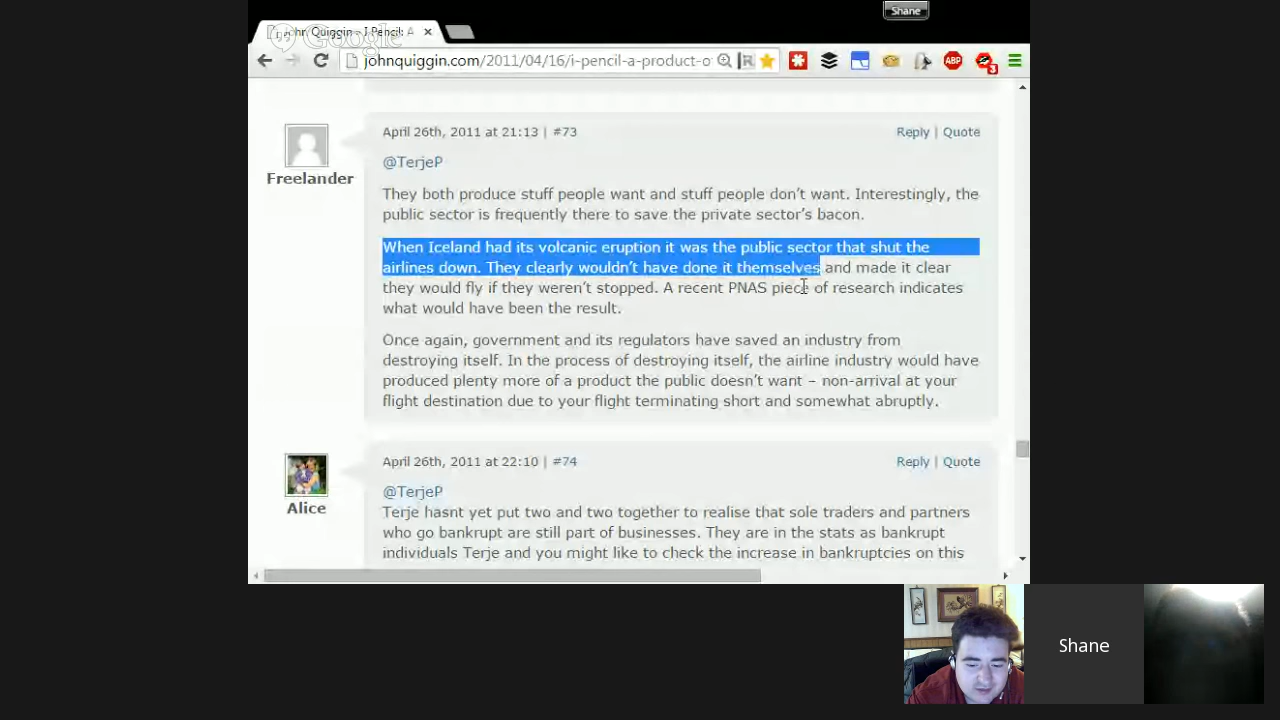 Shane
John Quiggin - I Pencil: A
Google
johnquiggin.com/2011/04/16/i-pencil-a-product-o
ABP
3
April 26th, 2011 at 21:13 | #73
Reply | Quote
Freelander
@TerjeP
They both produce stuff people want and stuff people don't want. Interestingly, the
public sector is frequently there to save the private sector's bacon.
When Iceland had its volcanic eruption it was the public sector that shut the
airlines down. They clearly wouldn't have done it themselves and made it clear
they would fly if they weren't stopped. A recent PNAS piece of research indicates
what would have been the result.
Once again, government and its regulators have saved an industry from
destroying itself. In the process of destroying itself, the airline industry would have
produced plenty more of a product the public doesn't want – non-arrival at your
flight destination due to your flight terminating short and somewhat abruptly.
April 26th, 2011 at 22:10 | #74
Reply | Quote
Alice
@TerjeP
Terje hasnt yet put two and two together to realise that sole traders and partners
who go bankrupt are still part of businesses. They are in the stats as bankrupt
individuals Terje and you might like to check the increase in bankruptcies on this
Shane